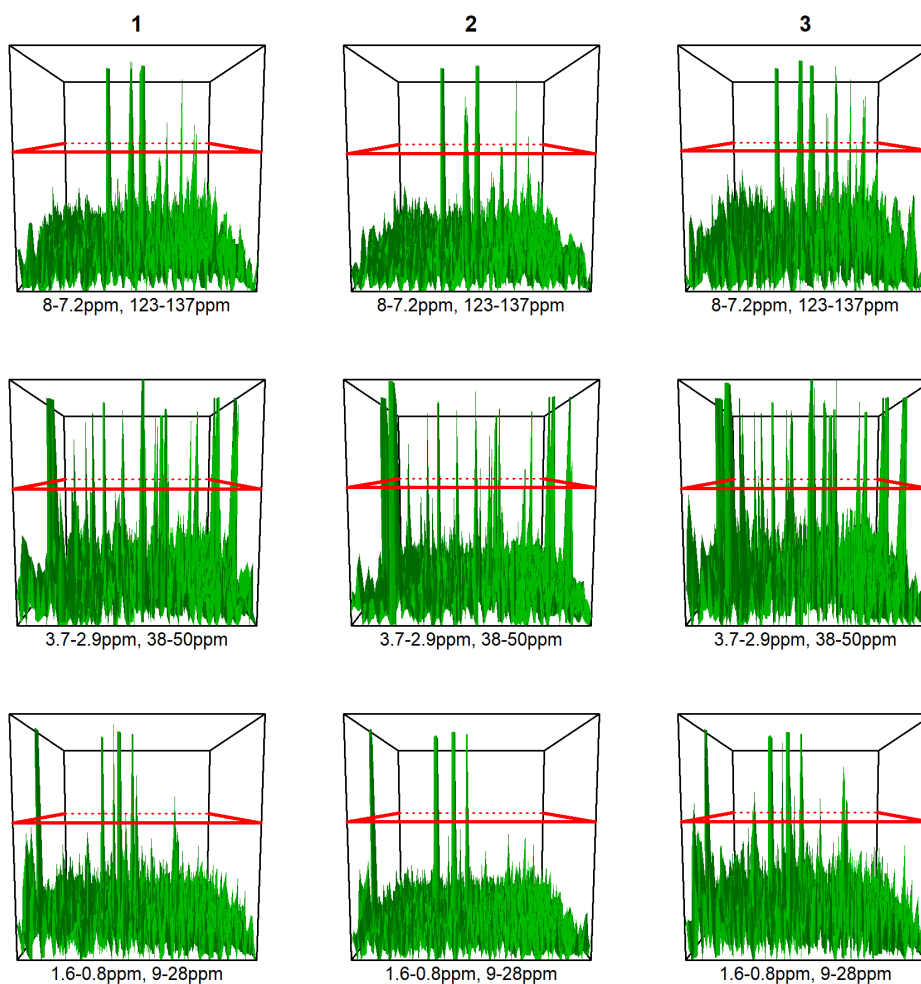 1
2
3
8-7.2ppm, 123-137ppm
8-7.2ppm, 123-137ppm
8-7.2ppm, 123-137ppm
3.7-2.9ppm, 38-50ppm
3.7-2.9ppm, 38-50ppm
3.7-2.9ppm, 38-50ppm
1.6-0.8ppm, 9-28ppm
1.6-0.8ppm, 9-28ppm
1.6-0.8ppm, 9-28ppm